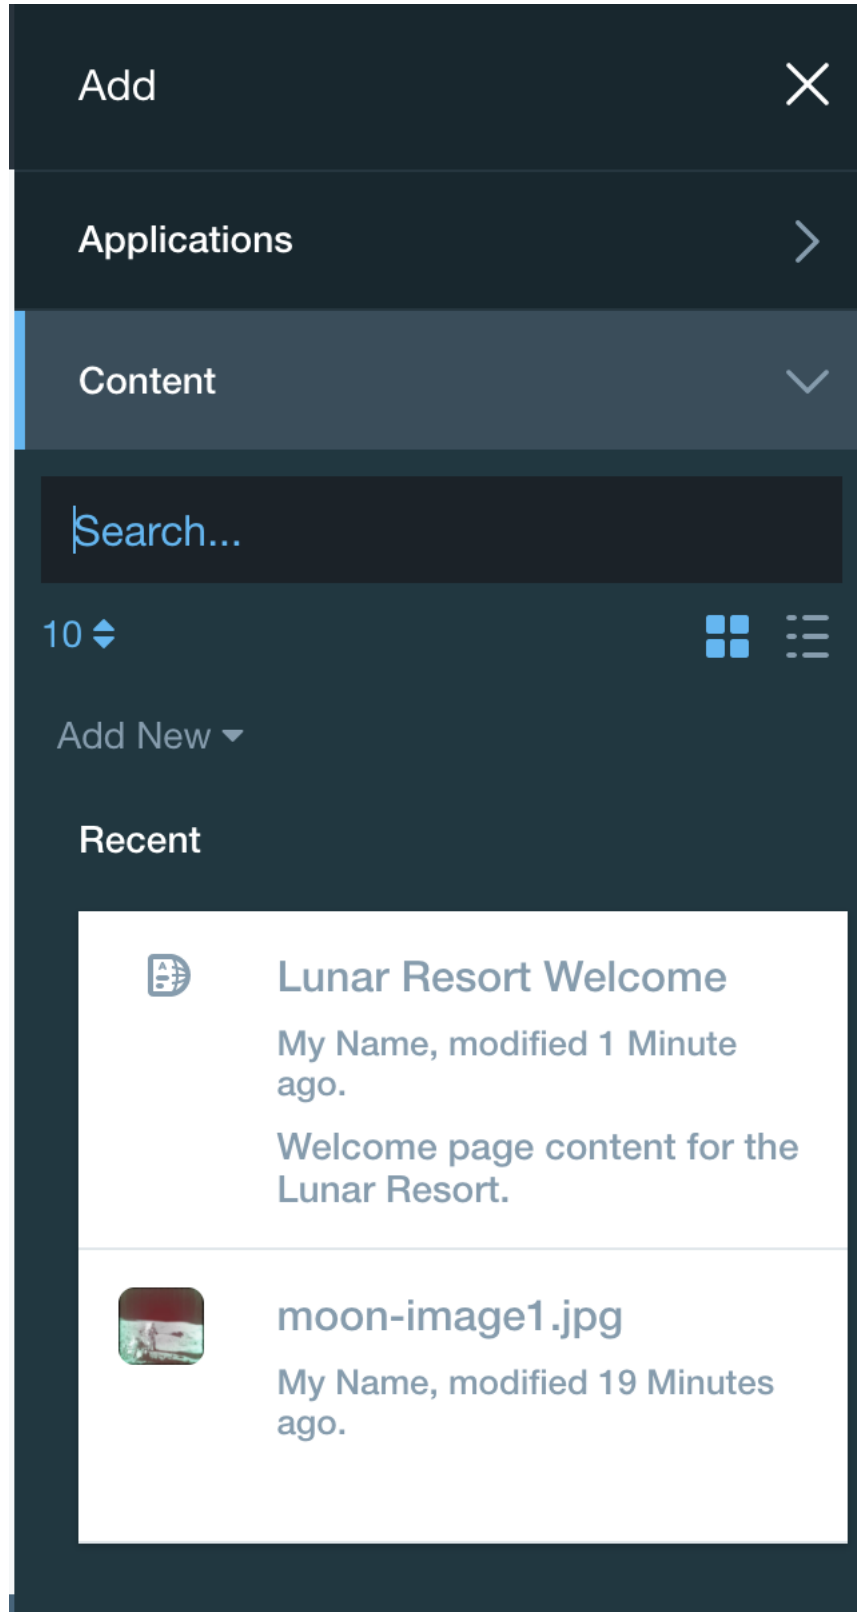 Add
Applications
Content
Search...
10
Add New
Recent
Lunar Resort Welcome
My Name, modified 1 Minute
ago.
Welcome page content for the
Lunar Resort.
moon-image1.jpg
My Name, modified 19 Minutes
ago.